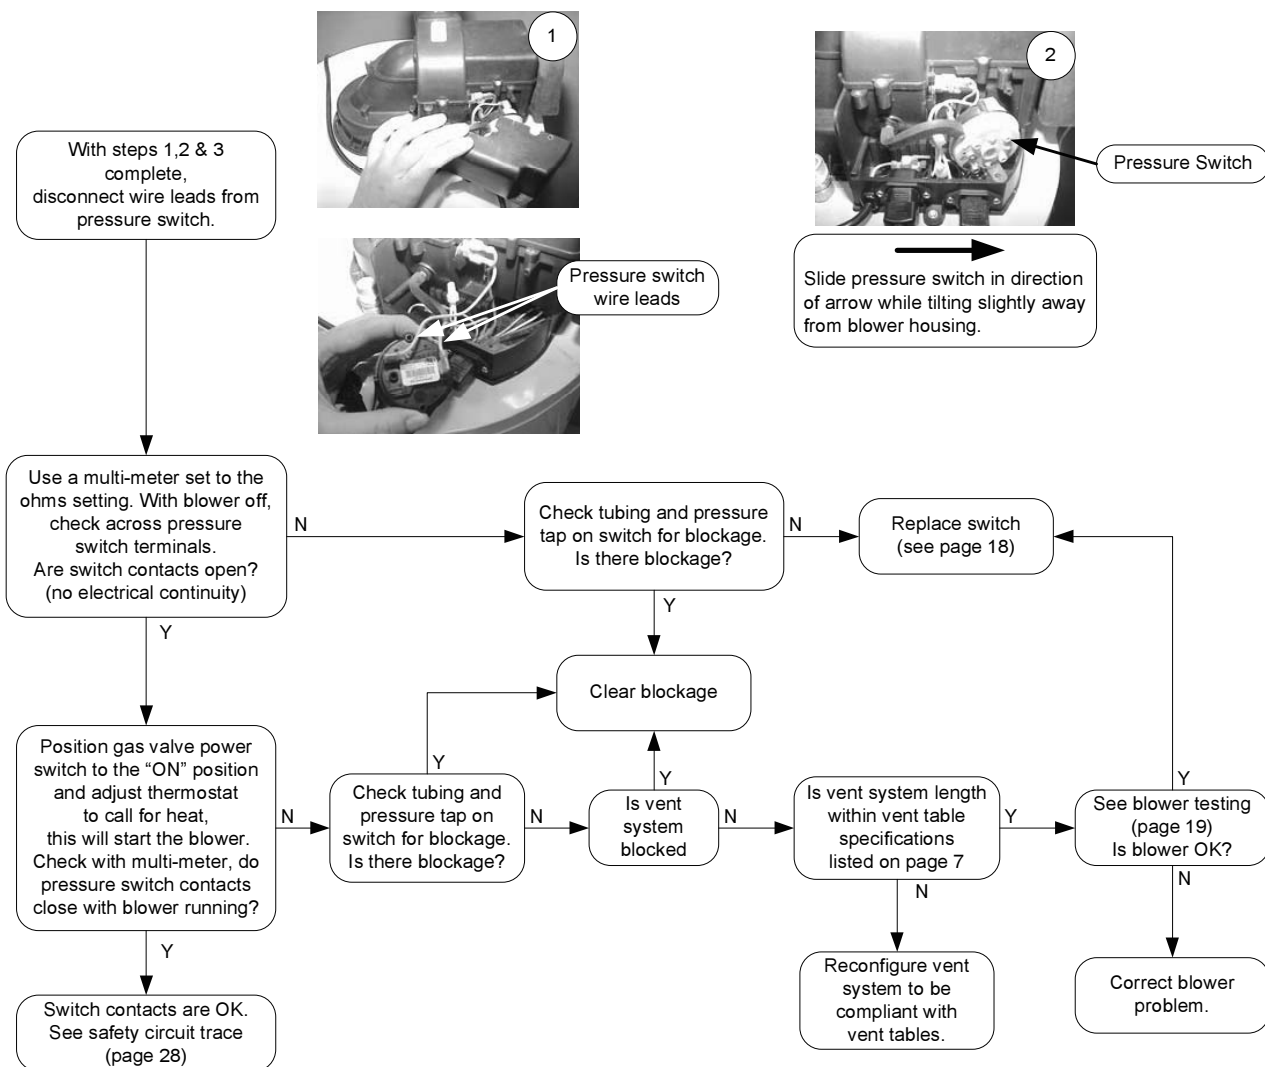 1
2
With steps 1,2 & 3
complete,
disconnect wire leads from
pressure switch.
Pressure Switch
Pressure switch
wire leads
Slide pressure switch in direction
of arrow while tilting slightly away
from blower housing.
Use a multi-meter set to the
ohms setting. With blower off,
check across pressure
switch terminals.
Are switch contacts open?
(no electrical continuity)
N
Check tubing and pressure
tap on switch for blockage.
Is there blockage?
N
Replace switch
(see page 18)
Y
Y
Clear blockage
Position gas valve power
switch to the “ON” position
and adjust thermostat
to call for heat,
this will start the blower.
Check with multi-meter, do
pressure switch contacts
close with blower running?
N
Y
Check tubing and
pressure tap on
switch for blockage.
Is there blockage?
N
Y
Is vent
system
blocked
N
Is vent system length
within vent table
specifications
listed on page 7
Y
Y
See blower testing
(page 19)
Is blower OK?
Y
N
N
Switch contacts are OK.
See safety circuit trace
(page 28)
Reconfigure vent
system to be
compliant with
vent tables.
Correct blower
problem.